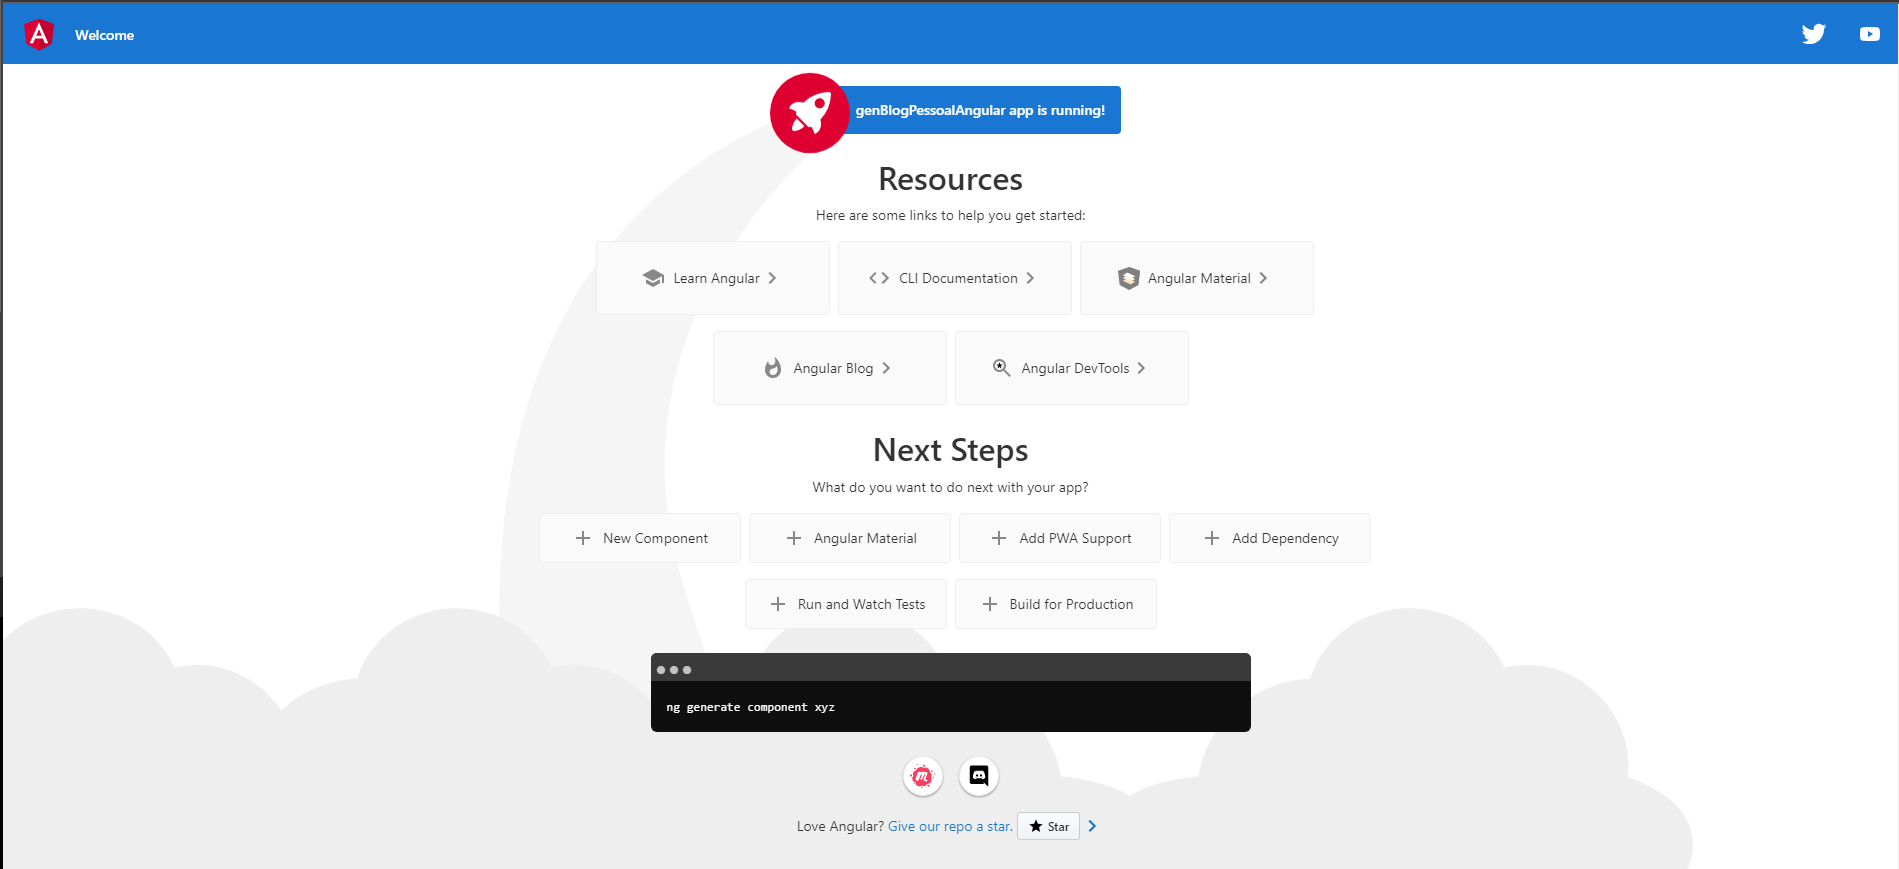 Welcome
genBlogPessoalAngular app is running!
Resources
Here are some links to help you get started:
Learn Angular
CLI Documentation
Angular Material
Angular Blog
Angular DevTools
Next Steps
What do you want to do next with your app?
New Component
Angular Material
Add PWA Support
Add Dependency
Run and Watch Tests
Build for Production
ng generate component xyz
Love Angular? Give our repo a star. Star